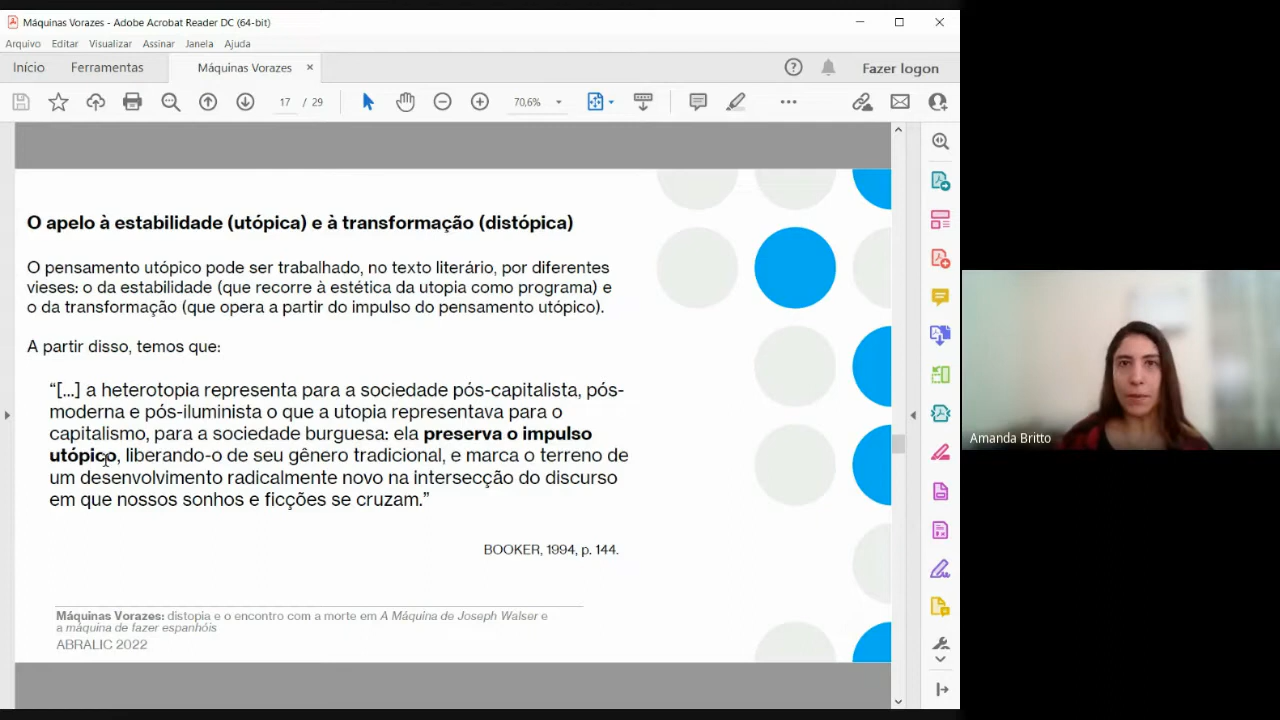 Máquinas Vorazes - Adobe Acrobat Reader DC (64-bit)
Arquivo Editar Visualizar Assinar Janela Ajuda
Início Ferramentas Máquinas Vorazes × Fazer logon
17 / 29 70,6%
O apelo à estabilidade (utópica) e à transformação (distópica)
O pensamento utópico pode ser trabalhado, no texto literário, por diferentes
vieses: o da estabilidade (que recorre à estética da utopia como programa) e
o da transformação (que opera a partir do impulso do pensamento utópico).
A partir disso, temos que:
“[...] a heterotopia representa para a sociedade pós-capitalista, pós-
moderna e pós-iluminista o que a utopia representava para o
capitalismo, para a sociedade burguesa: ela preserva o impulso
utópico, liberando-o de seu gênero tradicional, e marca o terreno de
um desenvolvimento radicalmente novo na intersecção do discurso
em que nossos sonhos e ficções se cruzam.”
BOOKER, 1994, p. 144.
Máquinas Vorazes: distopia e o encontro com a morte em A Máquina de Joseph Walser e
a máquina de fazer espanhóis
ABRALIC 2022
Amanda Britto